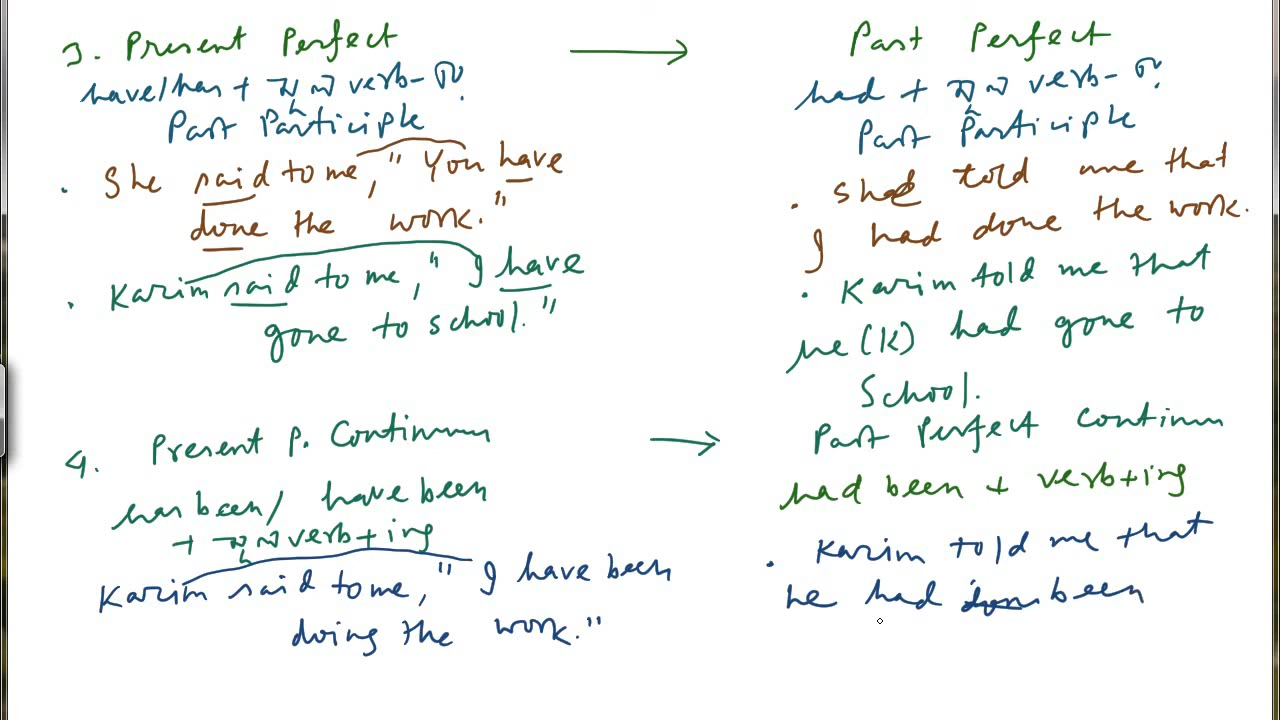 3. Present Perfect → Past Perfect
have/has + মূল verb-র
Past Participle
had + মূল verb-র
Past Participle
• She said to me, "You have
done the work."
• She told me that
I had done the work.
• Karim said to me, "I have
gone to school."
• Karim told me that
he (K) had gone to
School.
4. Present P. Continuous → Past Perfect Continuous
has been/ have been
+ মূল verb+ing
had been + verb+ing
Karim said to me, "I have been
doing the work."
• Karim told me that
he had been